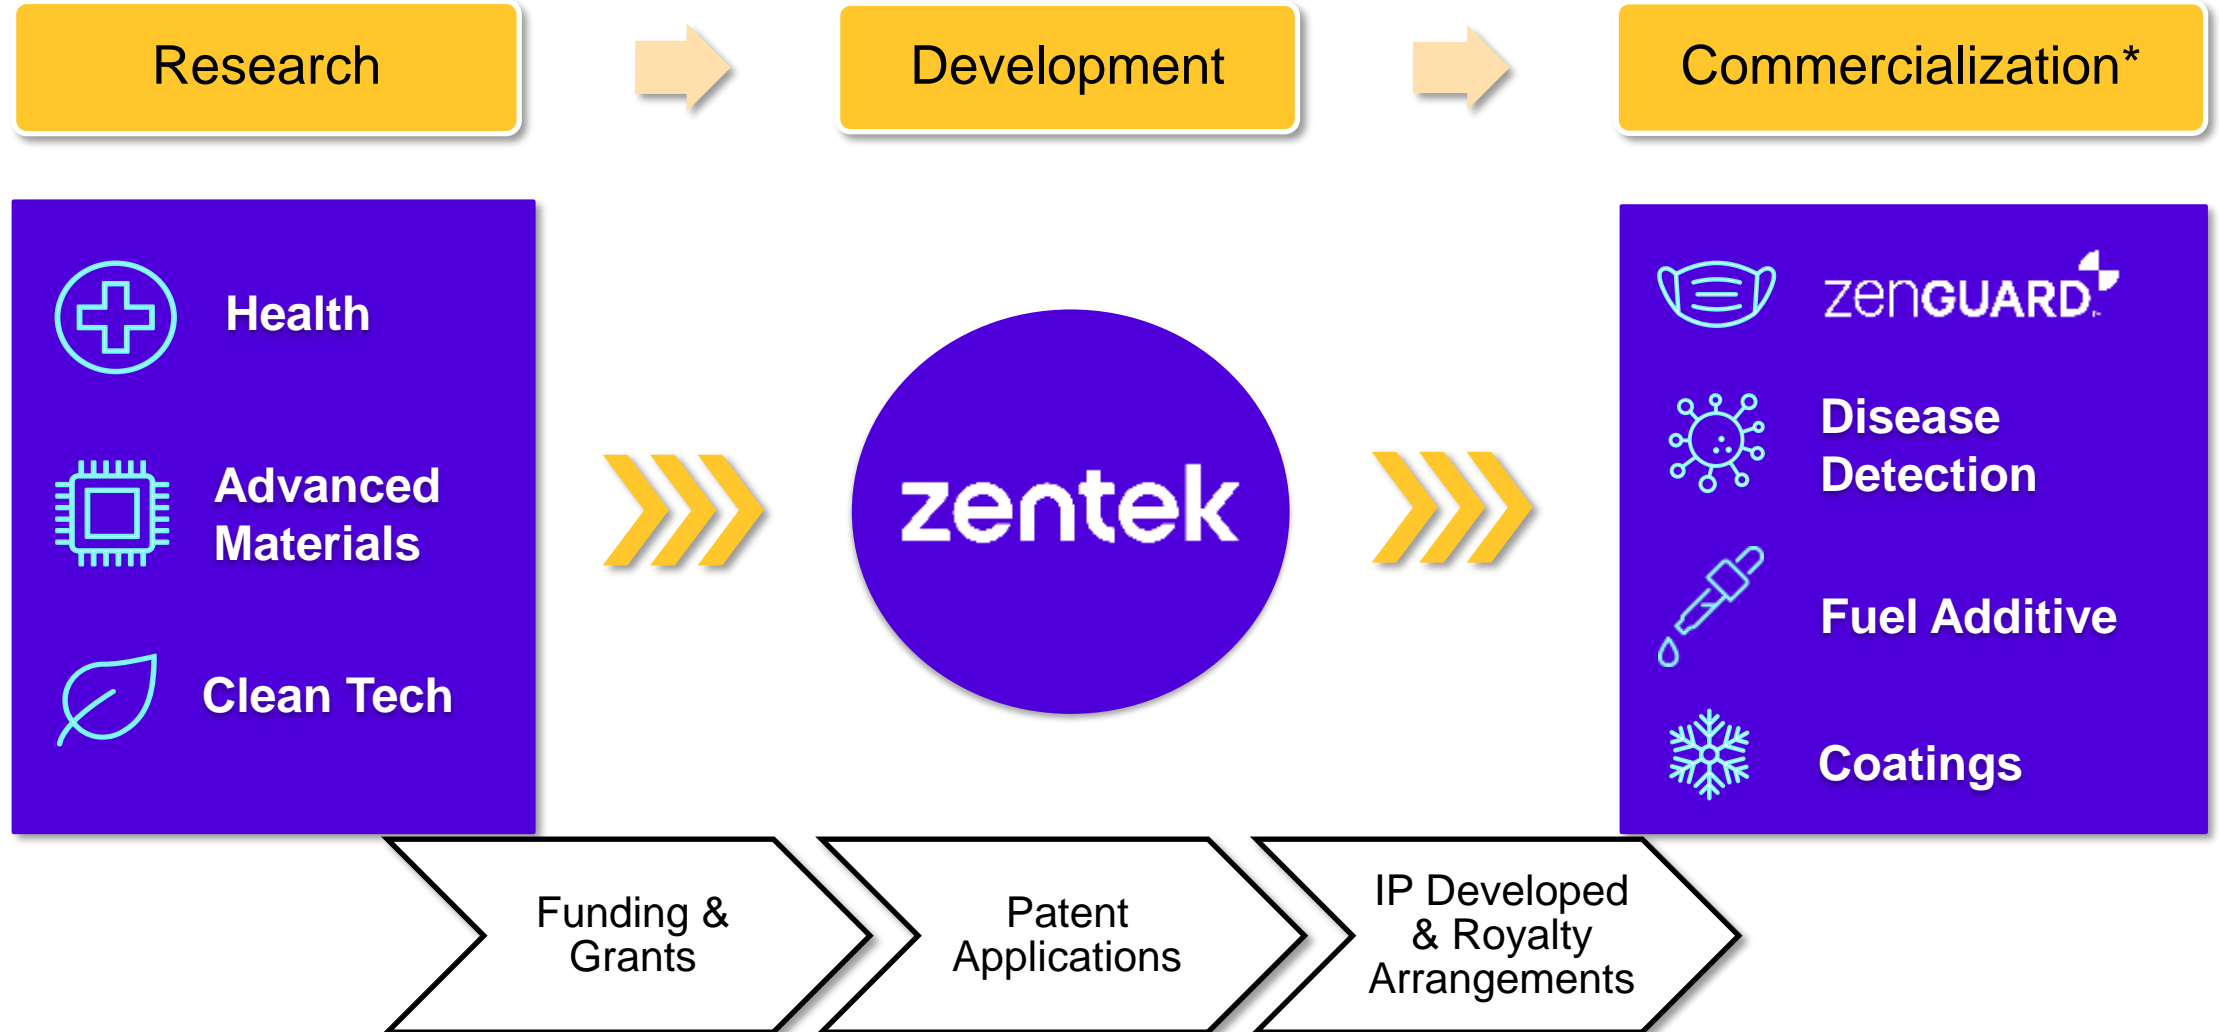 Research
Development
Commercialization*
Health
Advanced
Materials
Clean Tech
zentek
zenGUARD
Disease
Detection
Fuel Additive
Coatings
Funding &
Grants
Patent
Applications
IP Developed
& Royalty
Arrangements